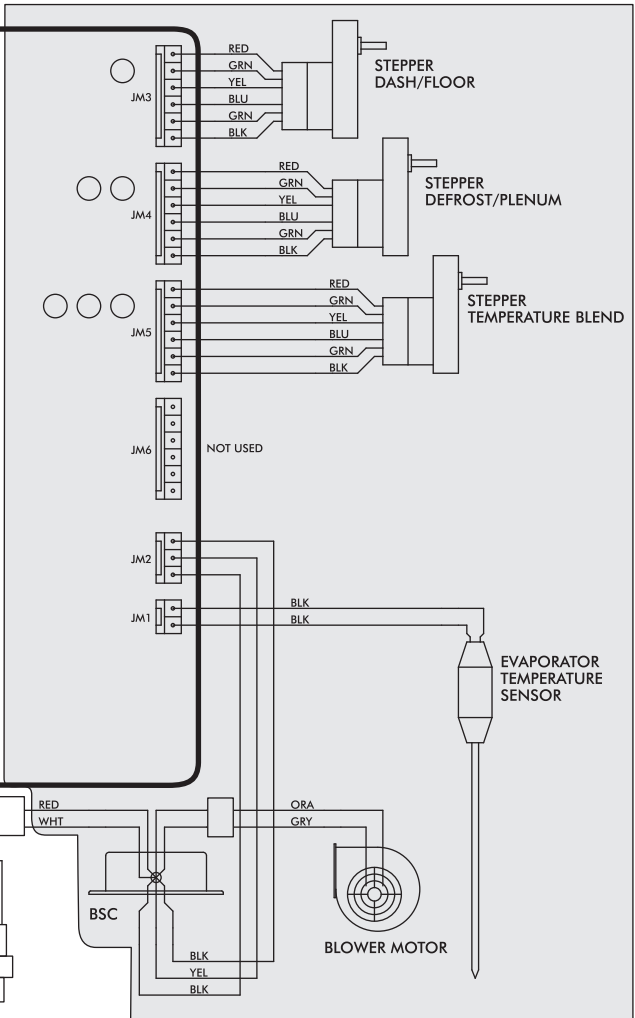 RED
GRN
YEL
BLU
GRN
BLK
JM3
STEPPER
DASH/FLOOR
RED
GRN
YEL
BLU
GRN
BLK
JM4
STEPPER
DEFROST/PLENUM
RED
GRN
YEL
BLU
GRN
BLK
JM5
STEPPER
TEMPERATURE BLEND
JM6
NOT USED
JM2
JM1
BLK
BLK
EVAPORATOR
TEMPERATURE
SENSOR
RED
WHT
ORA
GRY
BSC
BLOWER MOTOR
BLK
YEL
BLK